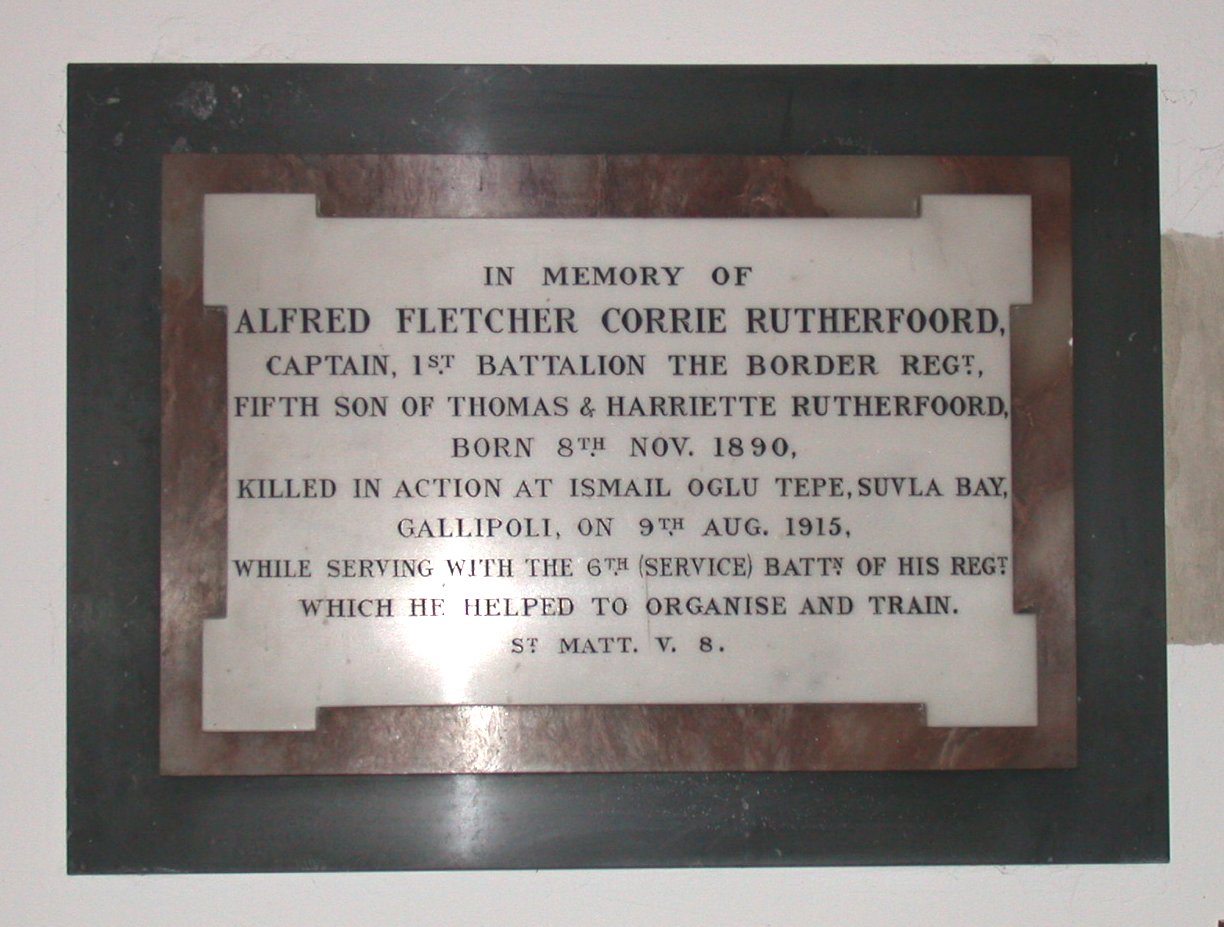 IN MEMORY OF
ALFRED FLETCHER CORRIE RUTHERFOORD,
CAPTAIN, 1ST BATTALION THE BORDER REGT,
FIFTH SON OF THOMAS & HARRIETTE RUTHERFOORD,
BORN 8TH NOV. 1890,
KILLED IN ACTION AT ISMAIL OGLU TEPE, SUVLA BAY,
GALLIPOLI, ON 9TH AUG. 1915,
WHILE SERVING WITH THE 6TH (SERVICE) BATTN OF HIS REGT
WHICH HE HELPED TO ORGANISE AND TRAIN.
ST MATT. V. 8.